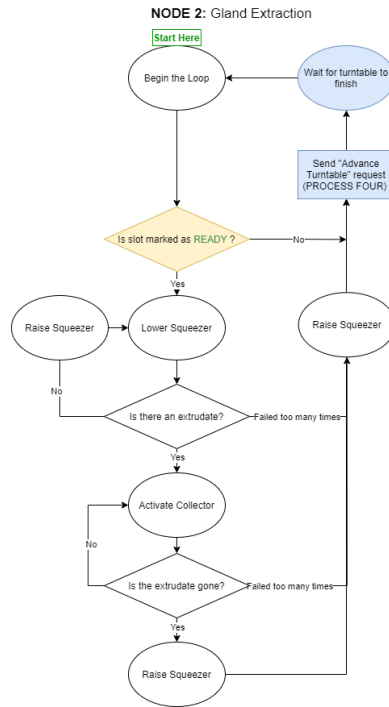 NODE 2: Gland Extraction
Start Here
Begin the Loop
Wait for turntable to
finish
Send "Advance
Turntable" request
(PROCESS FOUR)
Is slot marked as READY ?
No
Yes
Raise Squeezer
Lower Squeezer
Raise Squeezer
No
Is there an extrudate?
Failed too many times
Yes
Activate Collector
No
Is the extrudate gone?
Failed too many times
Yes
Raise Squeezer